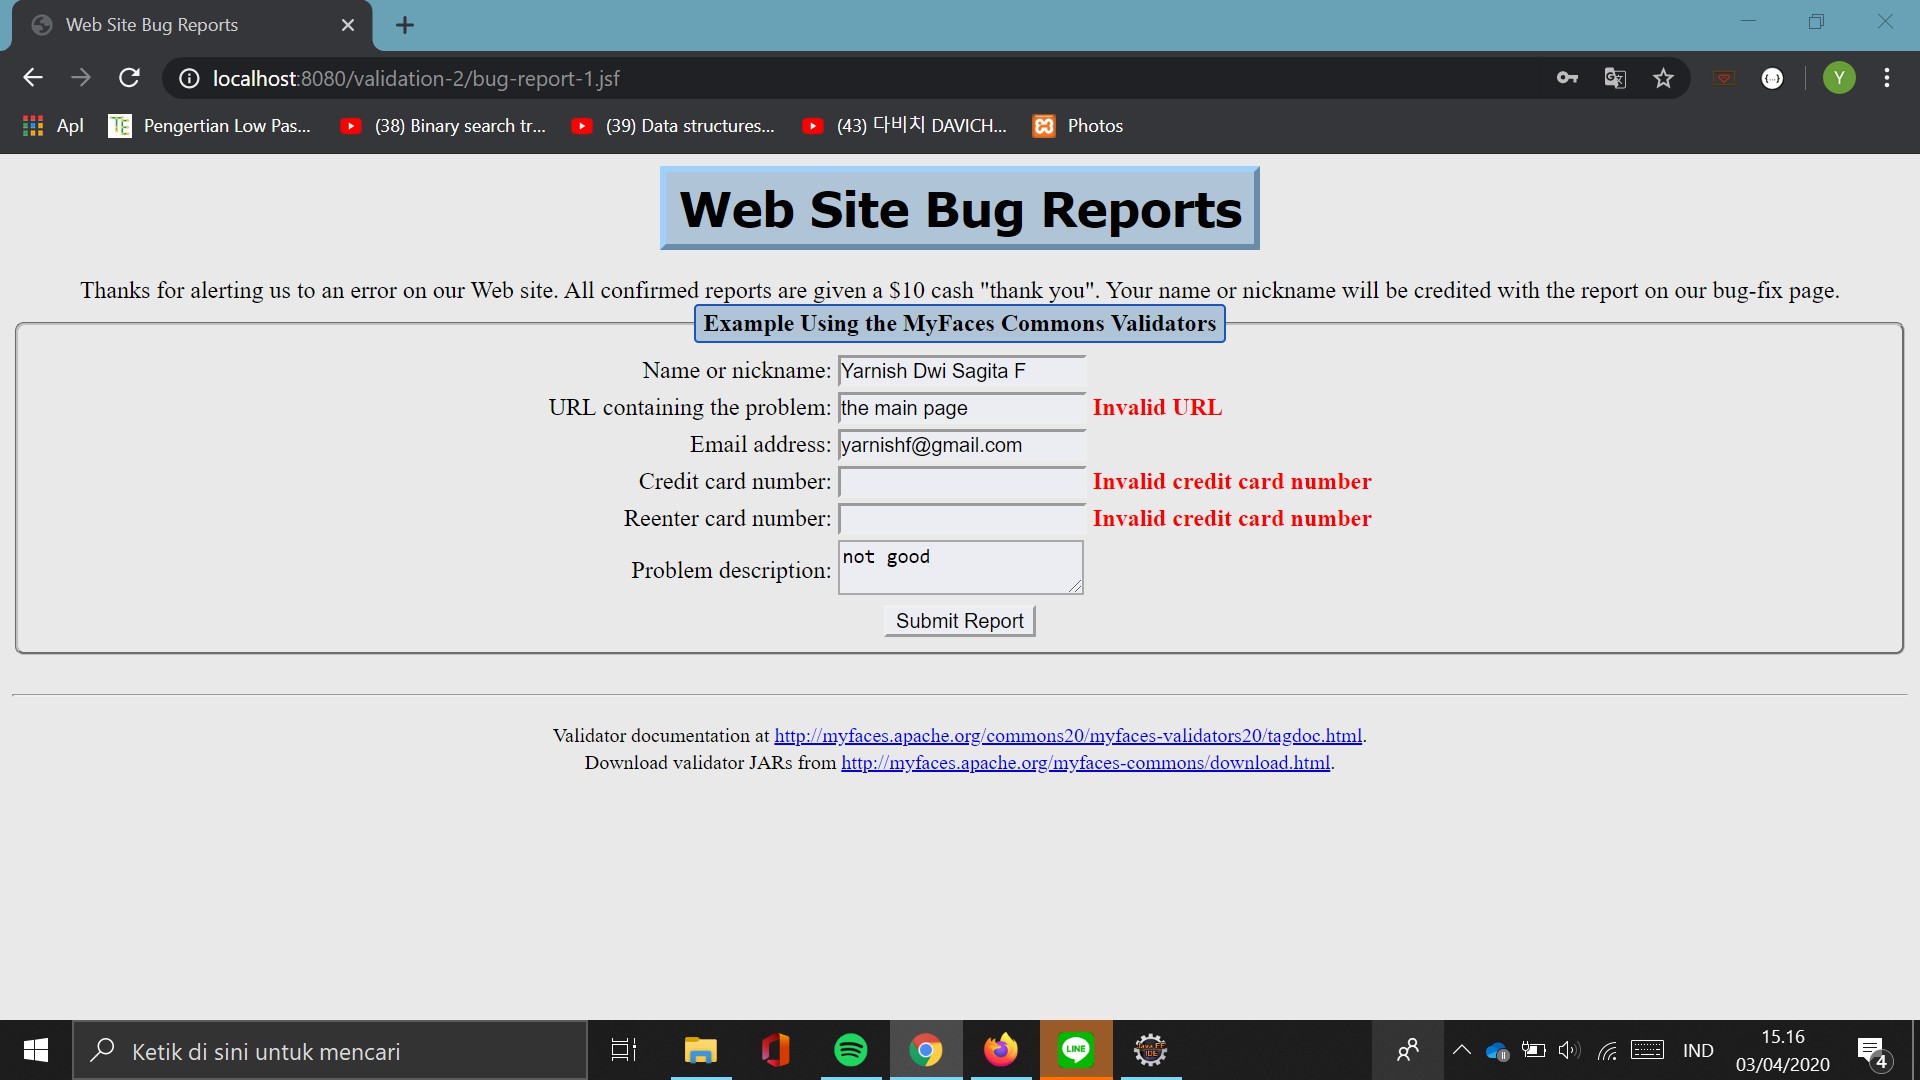 Web Site Bug Reports
localhost:8080/validation-2/bug-report-1.jsf
Y
Apl
TE
Pengertian Low Pas...
(38) Binary search tr...
(39) Data structures...
(43) 다비치 DAVICH...
Photos
Web Site Bug Reports
Thanks for alerting us to an error on our Web site. All confirmed reports are given a $10 cash "thank you". Your name or nickname will be credited with the report on our bug-fix page.
Example Using the MyFaces Commons Validators
Name or nickname: Yarnish Dwi Sagita F
URL containing the problem: the main page Invalid URL
Email address: yarnishf@gmail.com
Credit card number: Invalid credit card number
Reenter card number: Invalid credit card number
Problem description: not good
Submit Report
Validator documentation at http://myfaces.apache.org/commons20/myfaces-validators20/tagdoc.html.
Download validator JARs from http://myfaces.apache.org/myfaces-commons/download.html.
Ketik di sini untuk mencari
LINE
IND
15.16
03/04/2020
4